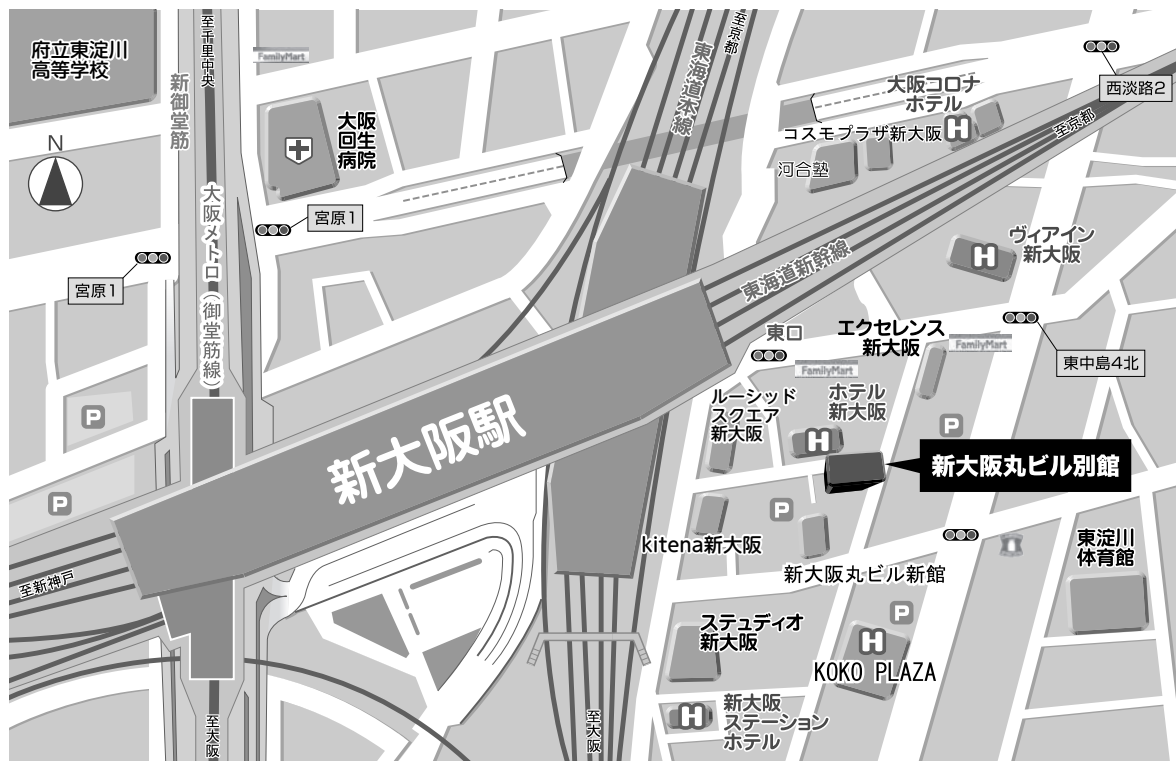 府立東淀川
高等学校
至千里中央
FamilyMart
新御堂筋
東海道本線
至京都
大阪コロナ
ホテル
西淡路2
コスモプラザ新大阪
H
至京都
河合塾
大阪
回生
病院
N
宮原1
宮原1
大阪メトロ(御堂筋線)
ヴィアイン
新大阪
H
東海道新幹線
東口
エクセレンス
新大阪
FamilyMart
東中島4北
FamilyMart
ルーシッド
スクエア
新大阪
ホテル
新大阪
H
P
P
P
新大阪駅
新大阪丸ビル別館
P
kitena新大阪
新大阪丸ビル新館
東淀川
体育館
至新神戸
P
ステュディオ
新大阪
H
KOKO PLAZA
新大阪
ステーション
ホテル
H
至大阪
至大阪